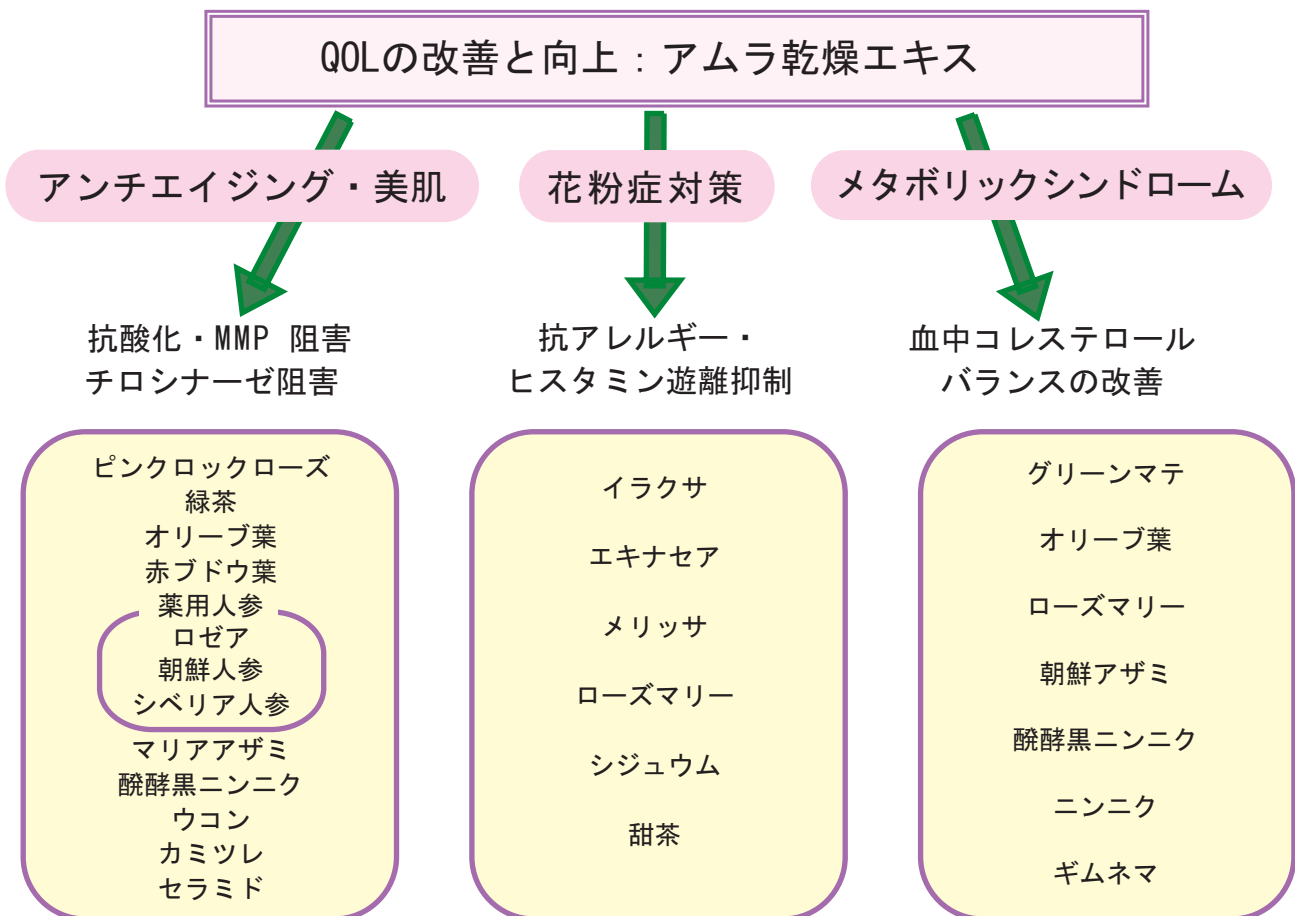 QOLの改善と向上：アムラ乾燥エキス
アンチエイジング・美肌
花粉症対策
メタボリックシンドローム
抗酸化・MMP 阻害
チロシナーゼ阻害
抗アレルギー・
ヒスタミン遊離抑制
血中コレステロール
バランスの改善
ピンクロックローズ
緑茶
オリーブ葉
赤ブドウ葉
薬用人参
ロゼア
朝鮮人参
シベリア人参
マリアアザミ
醗酵黒ニンニク
ウコン
カミツレ
セラミド
イラクサ
エキナセア
メリッサ
ローズマリー
シジュウム
甜茶
グリーンマテ
オリーブ葉
ローズマリー
朝鮮アザミ
醗酵黒ニンニク
ニンニク
ギムネマ